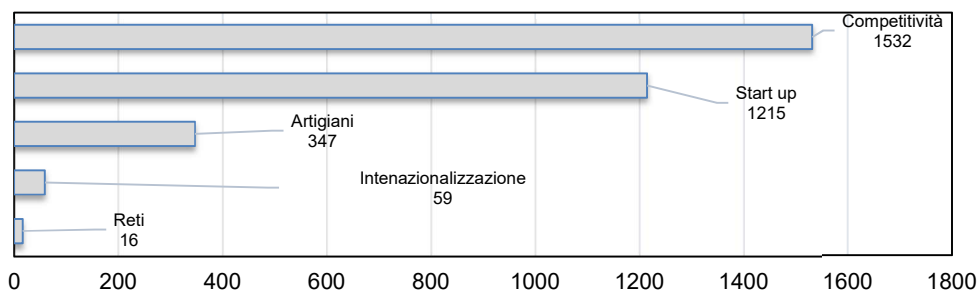 Competitività
1532
Start up
1215
Artigiani
347
Intenazionalizzazione
59
Reti
16
0 200 400 600 800 1000 1200 1400 1600 1800